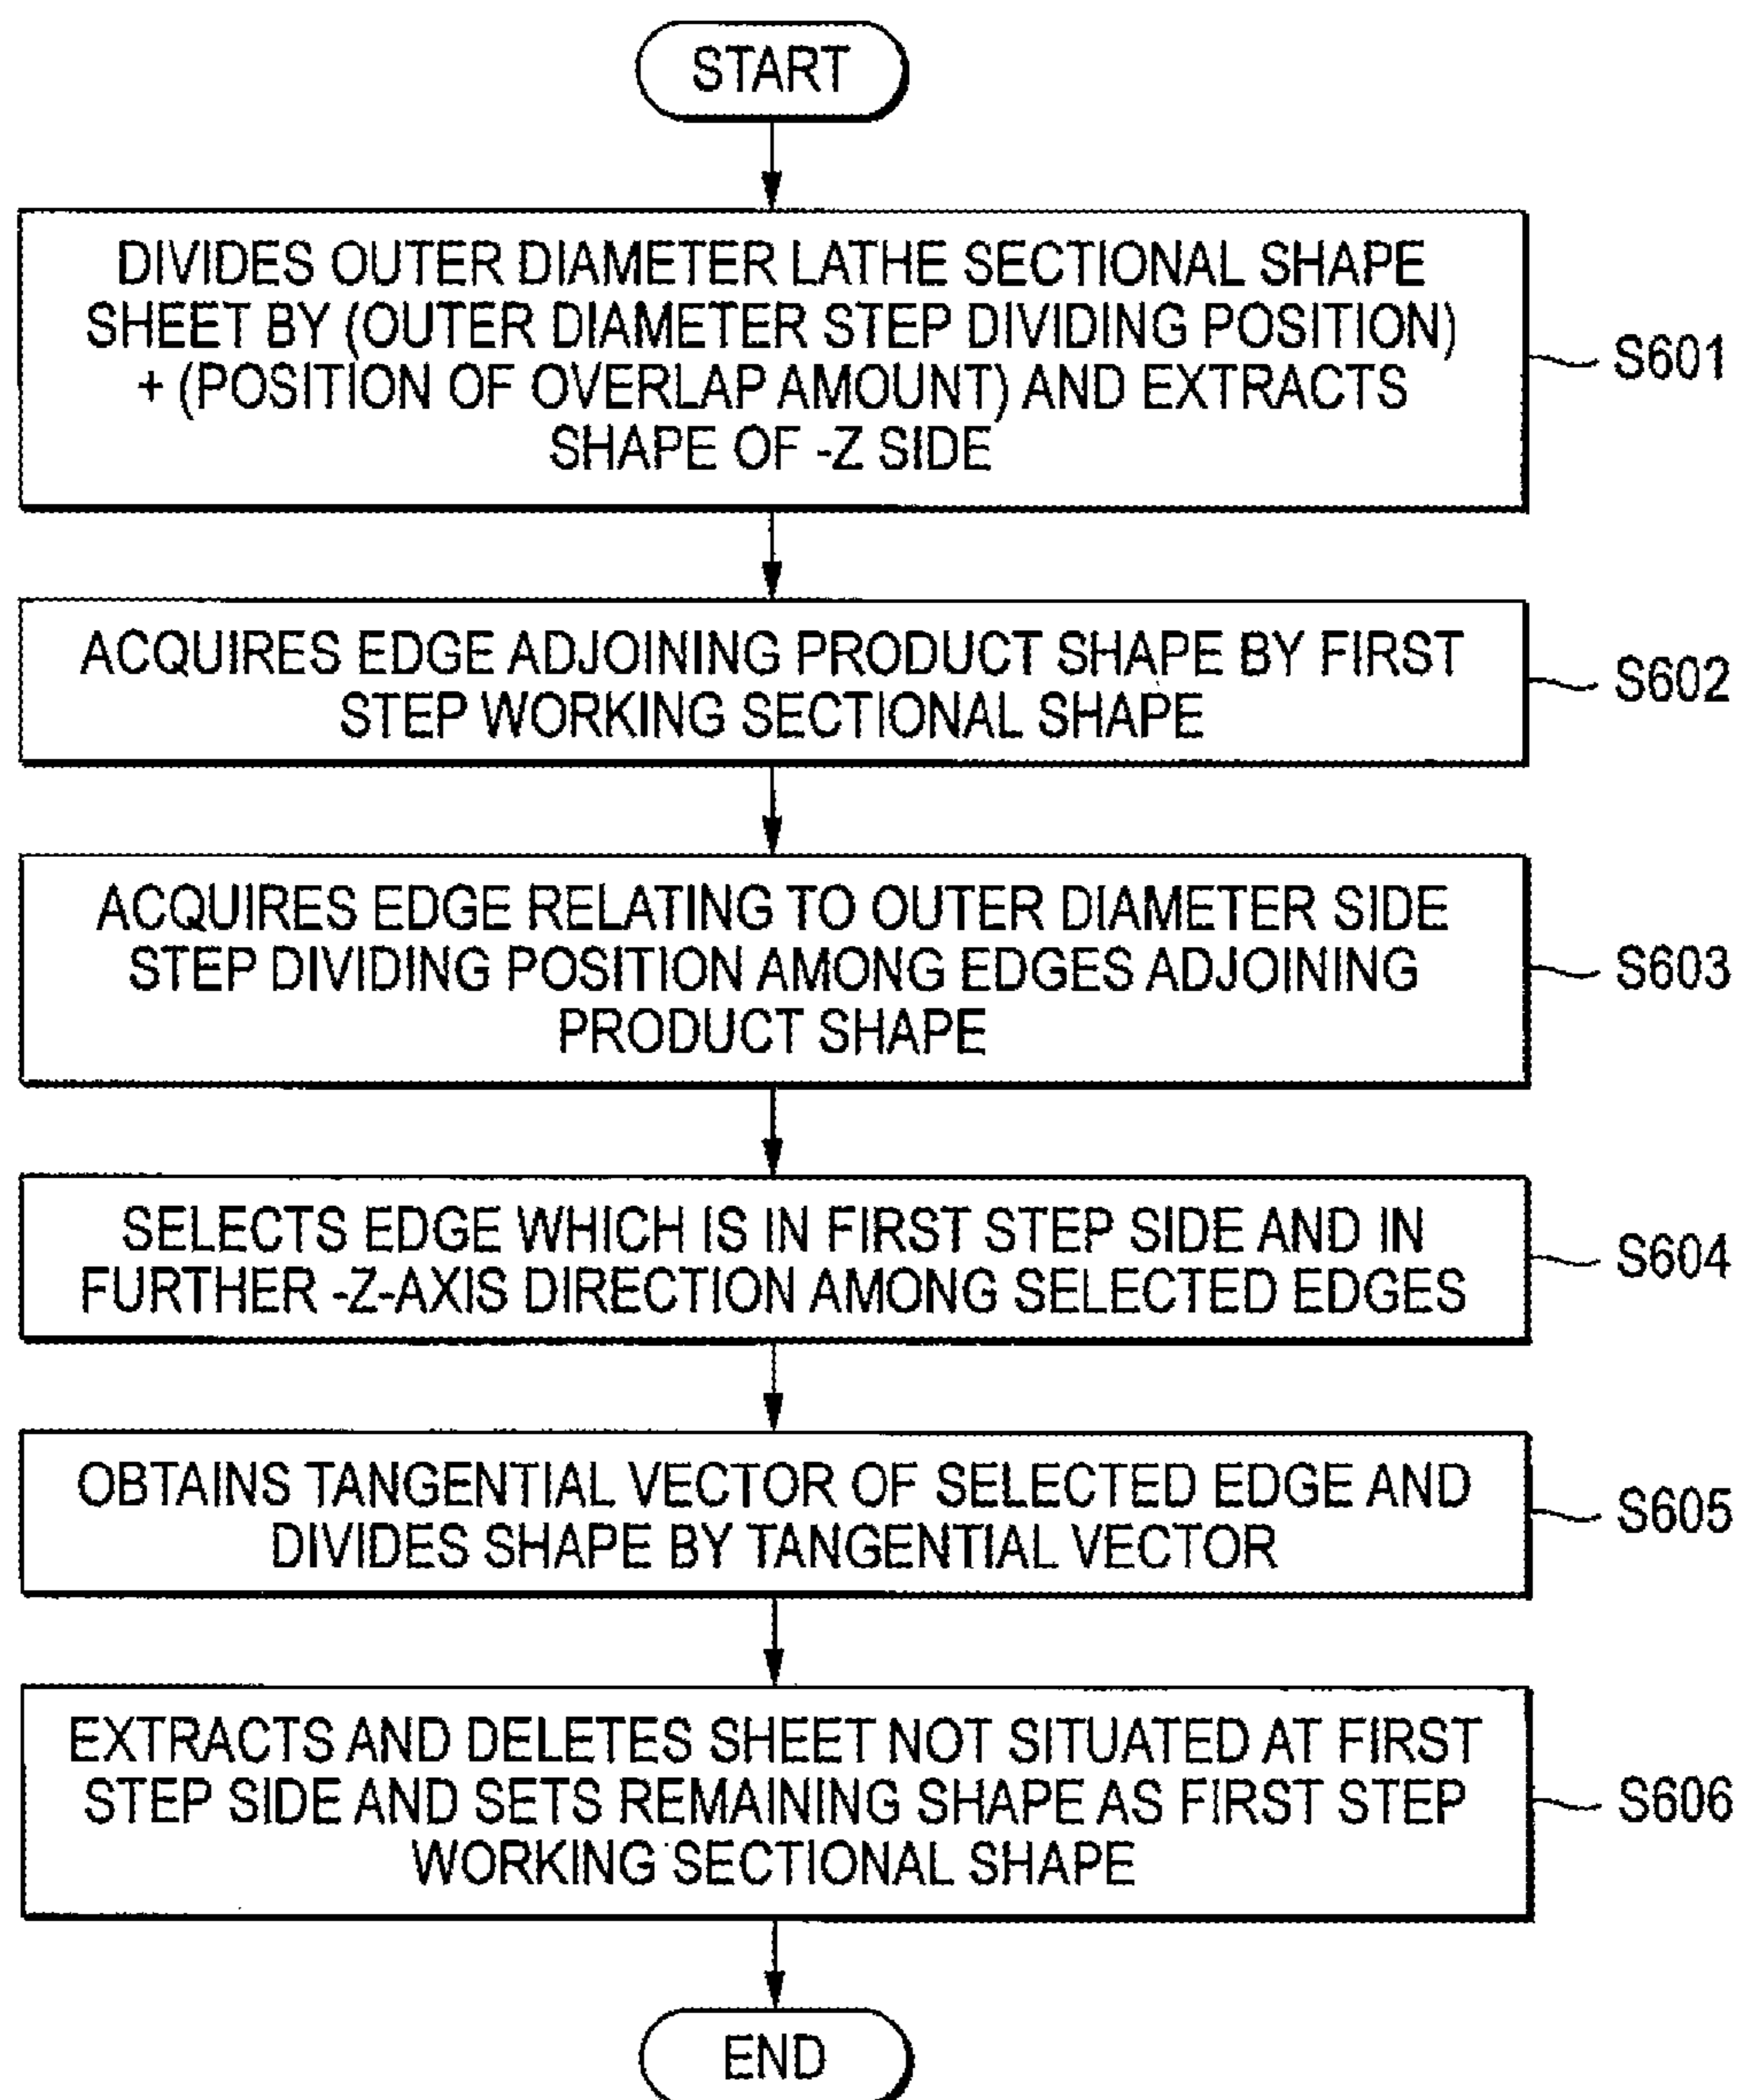 START
DIVIDES OUTER DIAMETER LATHE SECTIONAL SHAPE
SHEET BY (OUTER DIAMETER STEP DIVIDING POSITION)
+ (POSITION OF OVERLAP AMOUNT) AND EXTRACTS
SHAPE OF -Z SIDE
S601
ACQUIRES EDGE ADJOINING PRODUCT SHAPE BY FIRST
STEP WORKING SECTIONAL SHAPE
S602
ACQUIRES EDGE RELATING TO OUTER DIAMETER SIDE
STEP DIVIDING POSITION AMONG EDGES ADJOINING
PRODUCT SHAPE
S603
SELECTS EDGE WHICH IS IN FIRST STEP SIDE AND IN
FURTHER -Z-AXIS DIRECTION AMONG SELECTED EDGES
S604
OBTAINS TANGENTIAL VECTOR OF SELECTED EDGE AND
DIVIDES SHAPE BY TANGENTIAL VECTOR
S605
EXTRACTS AND DELETES SHEET NOT SITUATED AT FIRST
STEP SIDE AND SETS REMAINING SHAPE AS FIRST STEP
WORKING SECTIONAL SHAPE
S606
END